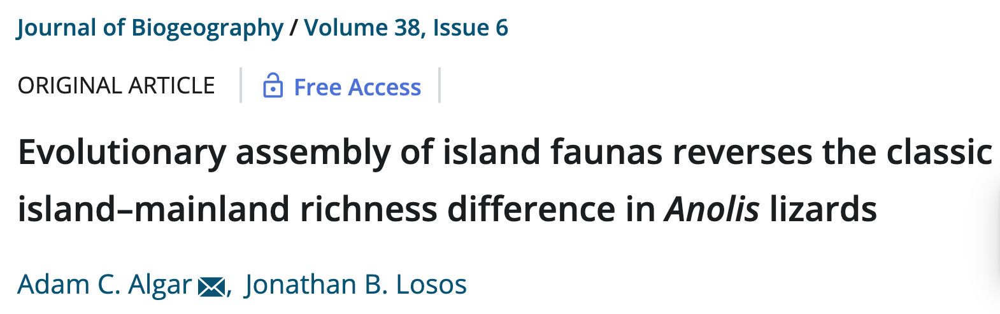 Journal of Biogeography / Volume 38, Issue 6
ORIGINAL ARTICLE
Free Access
Evolutionary assembly of island faunas reverses the classic
island–mainland richness difference in Anolis lizards
Adam C. Algar, Jonathan B. Losos